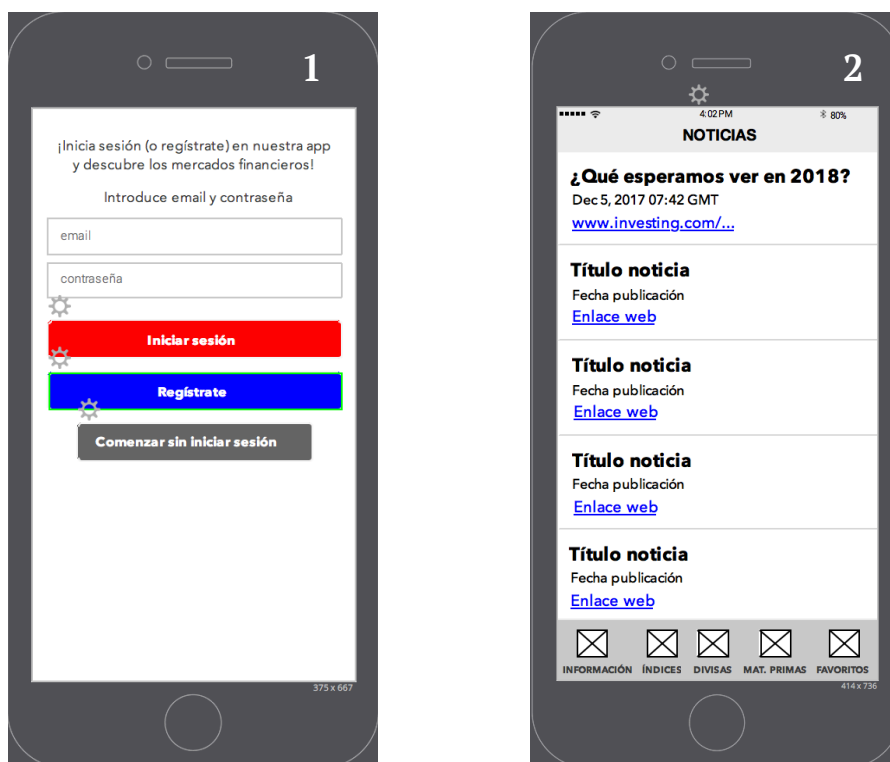 1
¡Inicia sesión (o regístrate) en nuestra app
y descubre los mercados financieros!
Introduce email y contraseña
email
contraseña
Iniciar sesión
Regístrate
Comenzar sin iniciar sesión
375 x 667
2
4:02 PM 80%
NOTICIAS
¿Qué esperamos ver en 2018?
Dec 5, 2017 07:42 GMT
www.investing.com/...
Título noticia
Fecha publicación
Enlace web
Título noticia
Fecha publicación
Enlace web
Título noticia
Fecha publicación
Enlace web
Título noticia
Fecha publicación
Enlace web
INFORMACIÓN ÍNDICES DIVISAS MAT. PRIMAS FAVORITOS
414 x 736